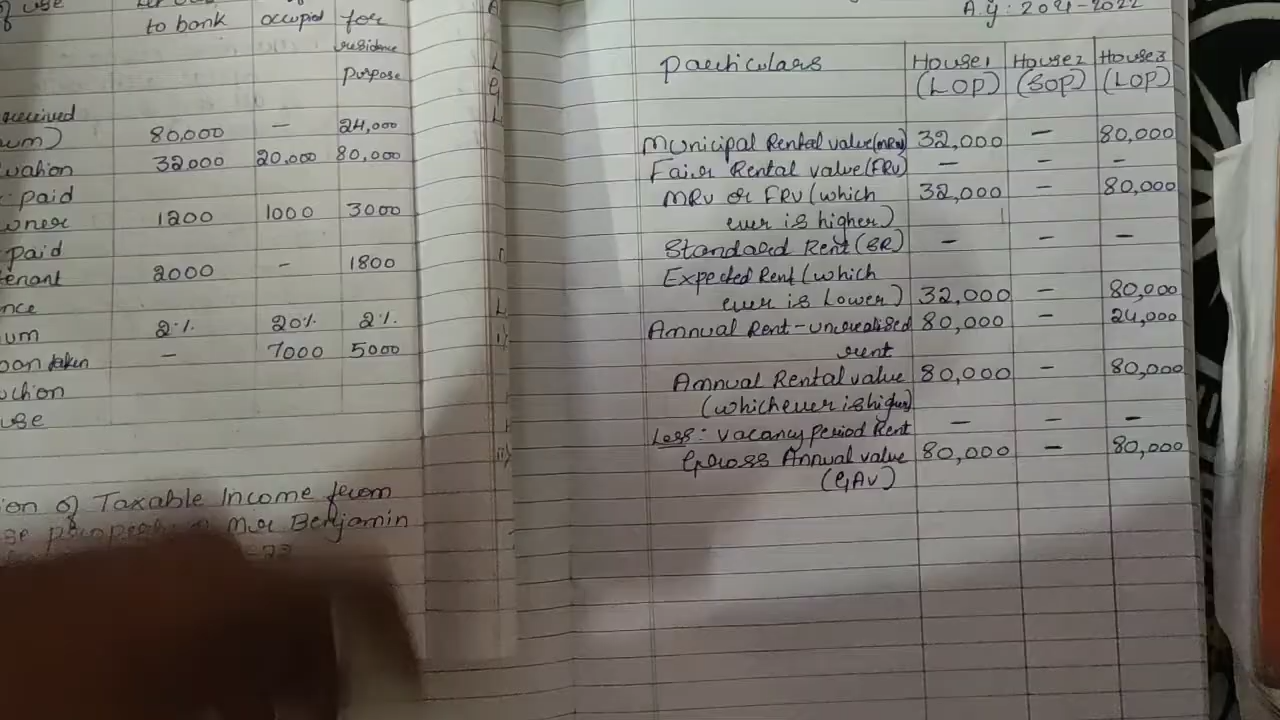 of use
to bank occupied for
residence
purpose
received
um) 80,000 — 24,000
uation 32000 20,000 80,000
paid
owner 1200 1000 3000
paid
tenant 2000 - 1800
nce
um 2% 20% 2%
oan taken — 7000 5000
uction
use
ion of Taxable Income from
se Mr Benjamin
A.y: 2021-2022
particulars House1 House2 House3
(LOP) (SOP) (LOP)
Municipal Rental value(MRV) 32,000 — 80,000
Fair Rental value(FRV) — — -
MRV or FRV (which 32,000 — 80,000
ever is higher)
Standard Rent (SR) — — —
Expected Rent (which
ever is Lower) 32,000 — 80,000
Annual Rent-unrealised 80,000 — 24,000
rent
Annual Rental value 80,000 — 80,000
(whichever is higher)
Less: vacancy period Rent — — —
Gross Annual value 80,000 — 80,000
(GAV)